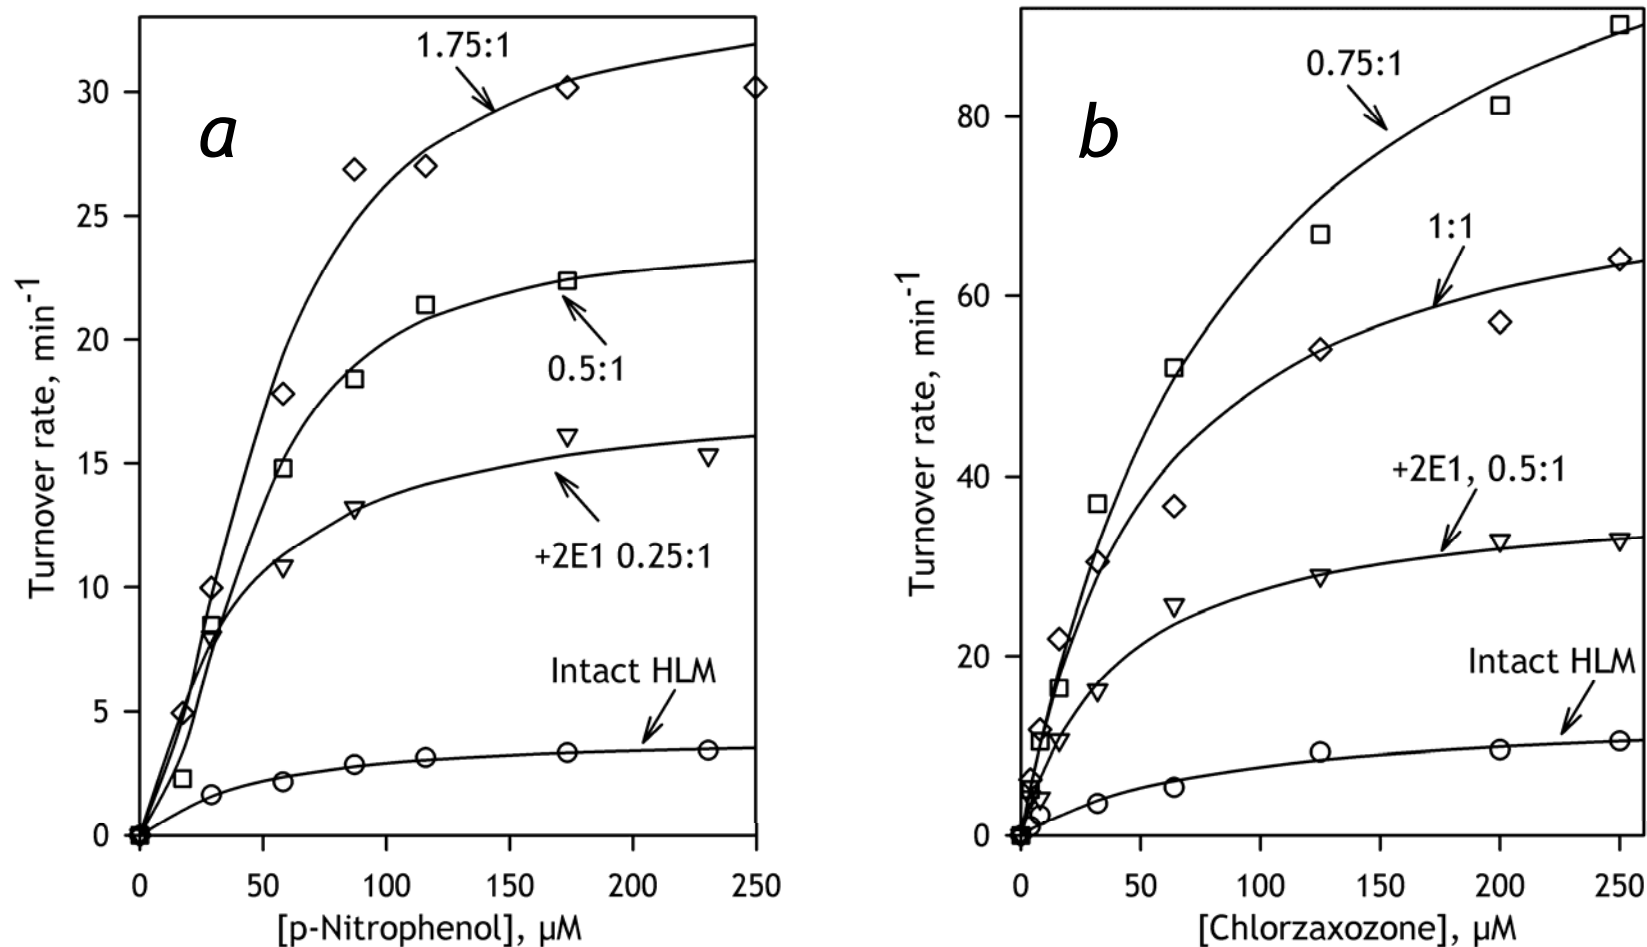 a
1.75:1
0.5:1
+2E1 0.25:1
Intact HLM
Turnover rate, min-1
30
25
20
15
10
5
0
0 50 100 150 200 250
[p-Nitrophenol], µM
b
0.75:1
1:1
+2E1, 0.5:1
Intact HLM
Turnover rate, min-1
80
60
40
20
0
0 50 100 150 200 250
[Chlorzaxozone], µM